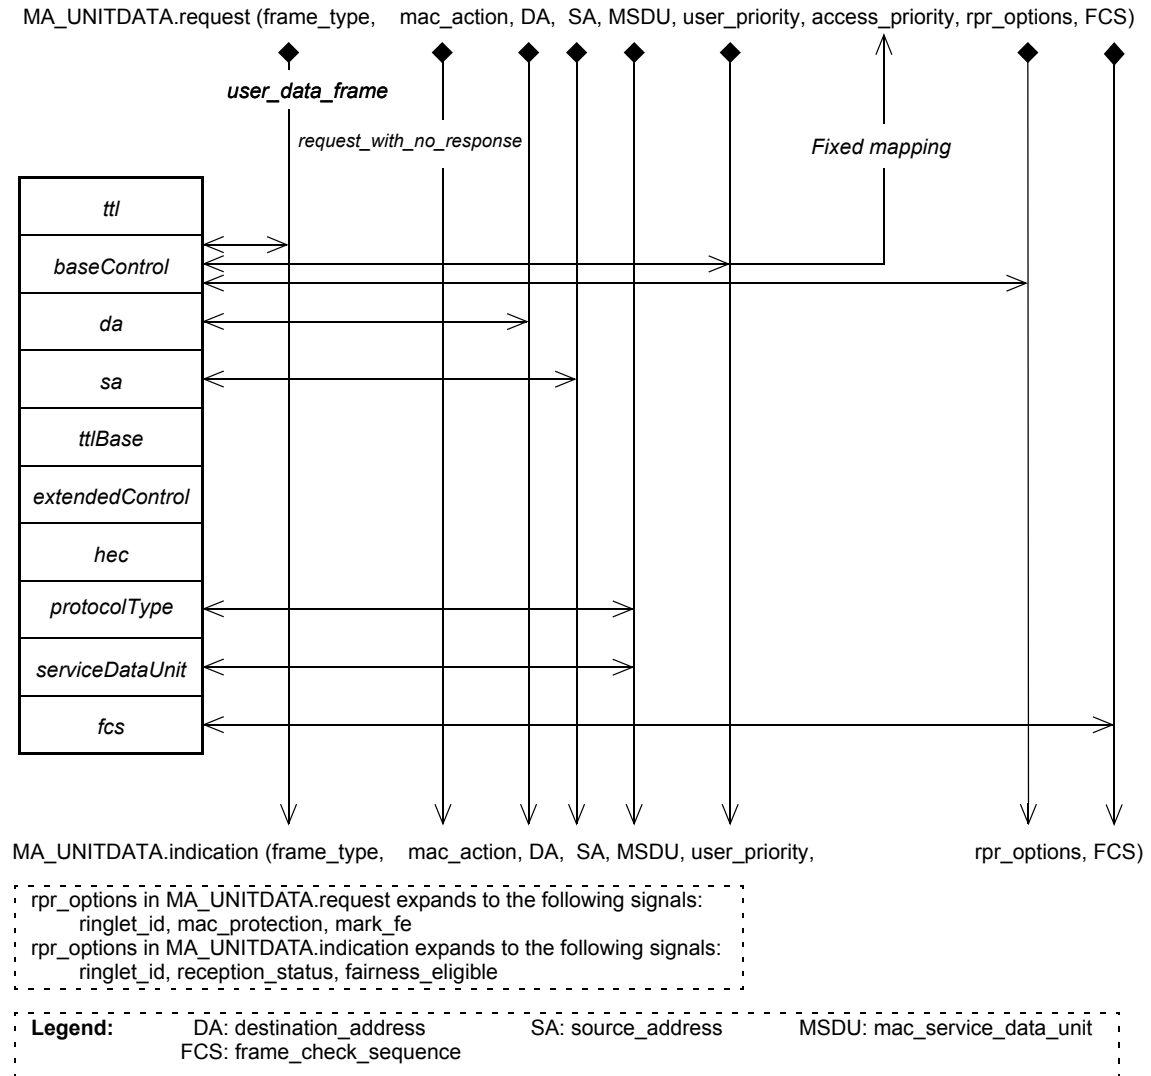 MA_UNITDATA.request (frame_type, mac_action, DA, SA, MSDU, user_priority, access_priority, rpr_options, FCS)
user_data_frame
request_with_no_response
Fixed mapping
ttl
baseControl
da
sa
ttlBase
extendedControl
hec
protocolType
serviceDataUnit
fcs
MA_UNITDATA.indication (frame_type, mac_action, DA, SA, MSDU, user_priority, rpr_options, FCS)
rpr_options in MA_UNITDATA.request expands to the following signals:
ringlet_id, mac_protection, mark_fe
rpr_options in MA_UNITDATA.indication expands to the following signals:
ringlet_id, reception_status, fairness_eligible
Legend: DA: destination_address SA: source_address MSDU: mac_service_data_unit
FCS: frame_check_sequence